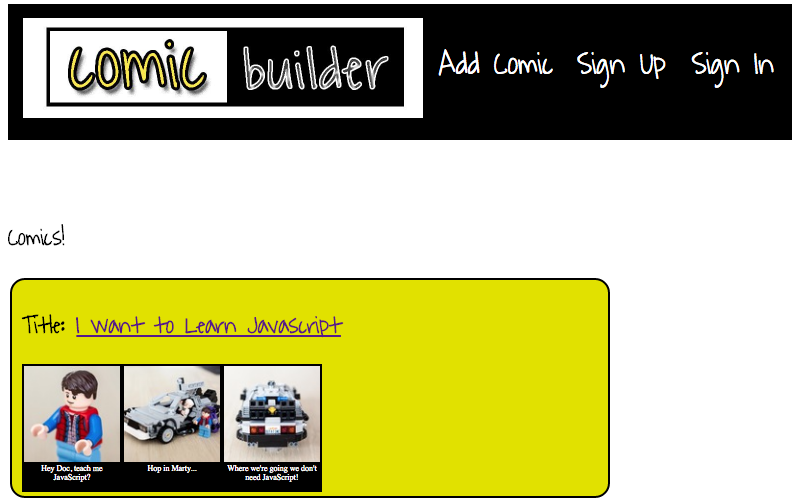 comic builder
Add Comic Sign Up Sign In
Comics!
Title: I Want to Learn Javascript
Hey Doc, teach me
JavaScript?
Hop in Marty...
Where we're going we don't
need JavaScript!